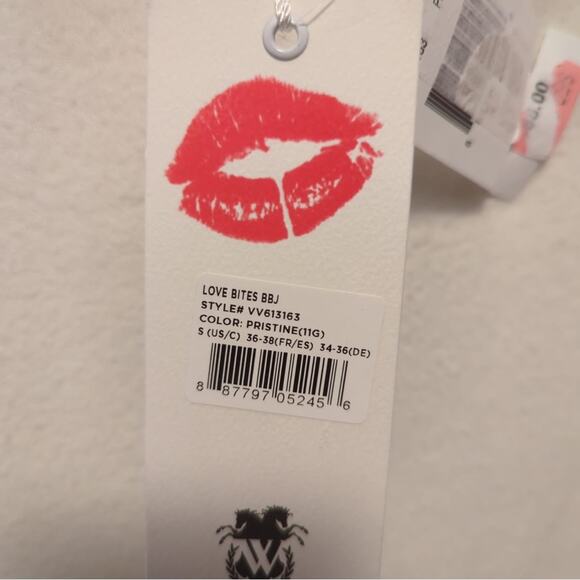 LOVE BITES BBJ
STYLE# VV613163
COLOR: PRISTINE(11G)
S (US/C) 36-38(FR/ES) 34-36(DE)
8 87797 05245 6
W